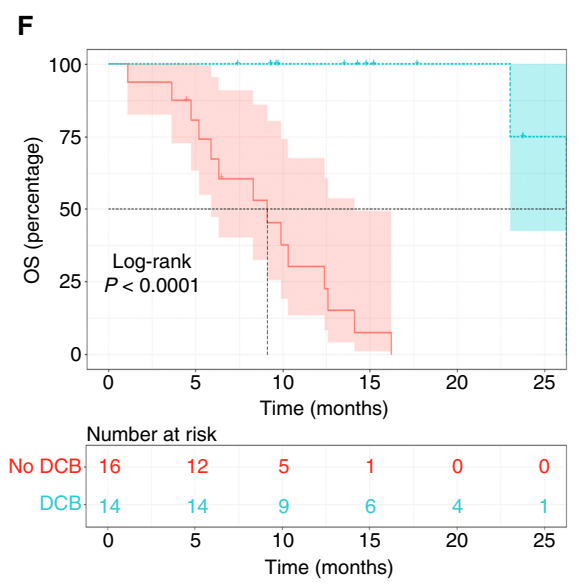 F
100
75
50
25
0
OS (percentage)
Log-rank
P < 0.0001
0 5 10 15 20 25
Time (months)
Number at risk
No DCB 16 12 5 1 0 0
DCB 14 14 9 6 4 1
0 5 10 15 20 25
Time (months)